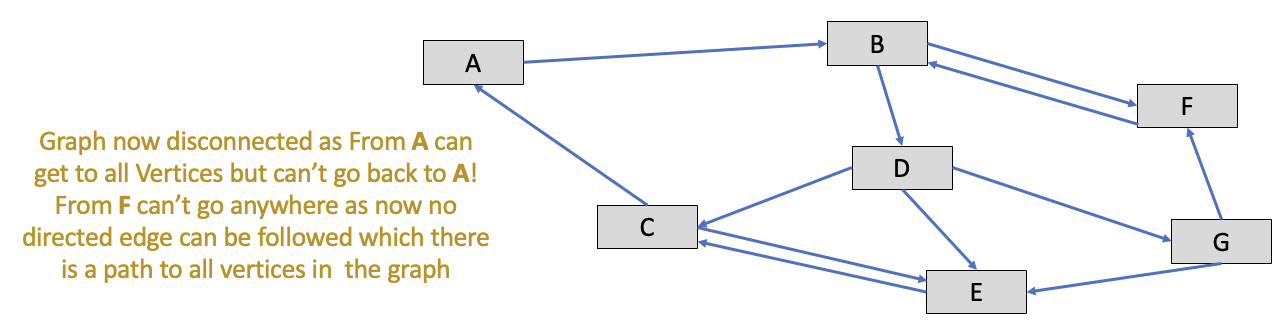 A
B
F
Graph now disconnected as From A can
get to all Vertices but can’t go back to A!
From F can’t go anywhere as now no
directed edge can be followed which there
is a path to all vertices in the graph
D
C
G
E